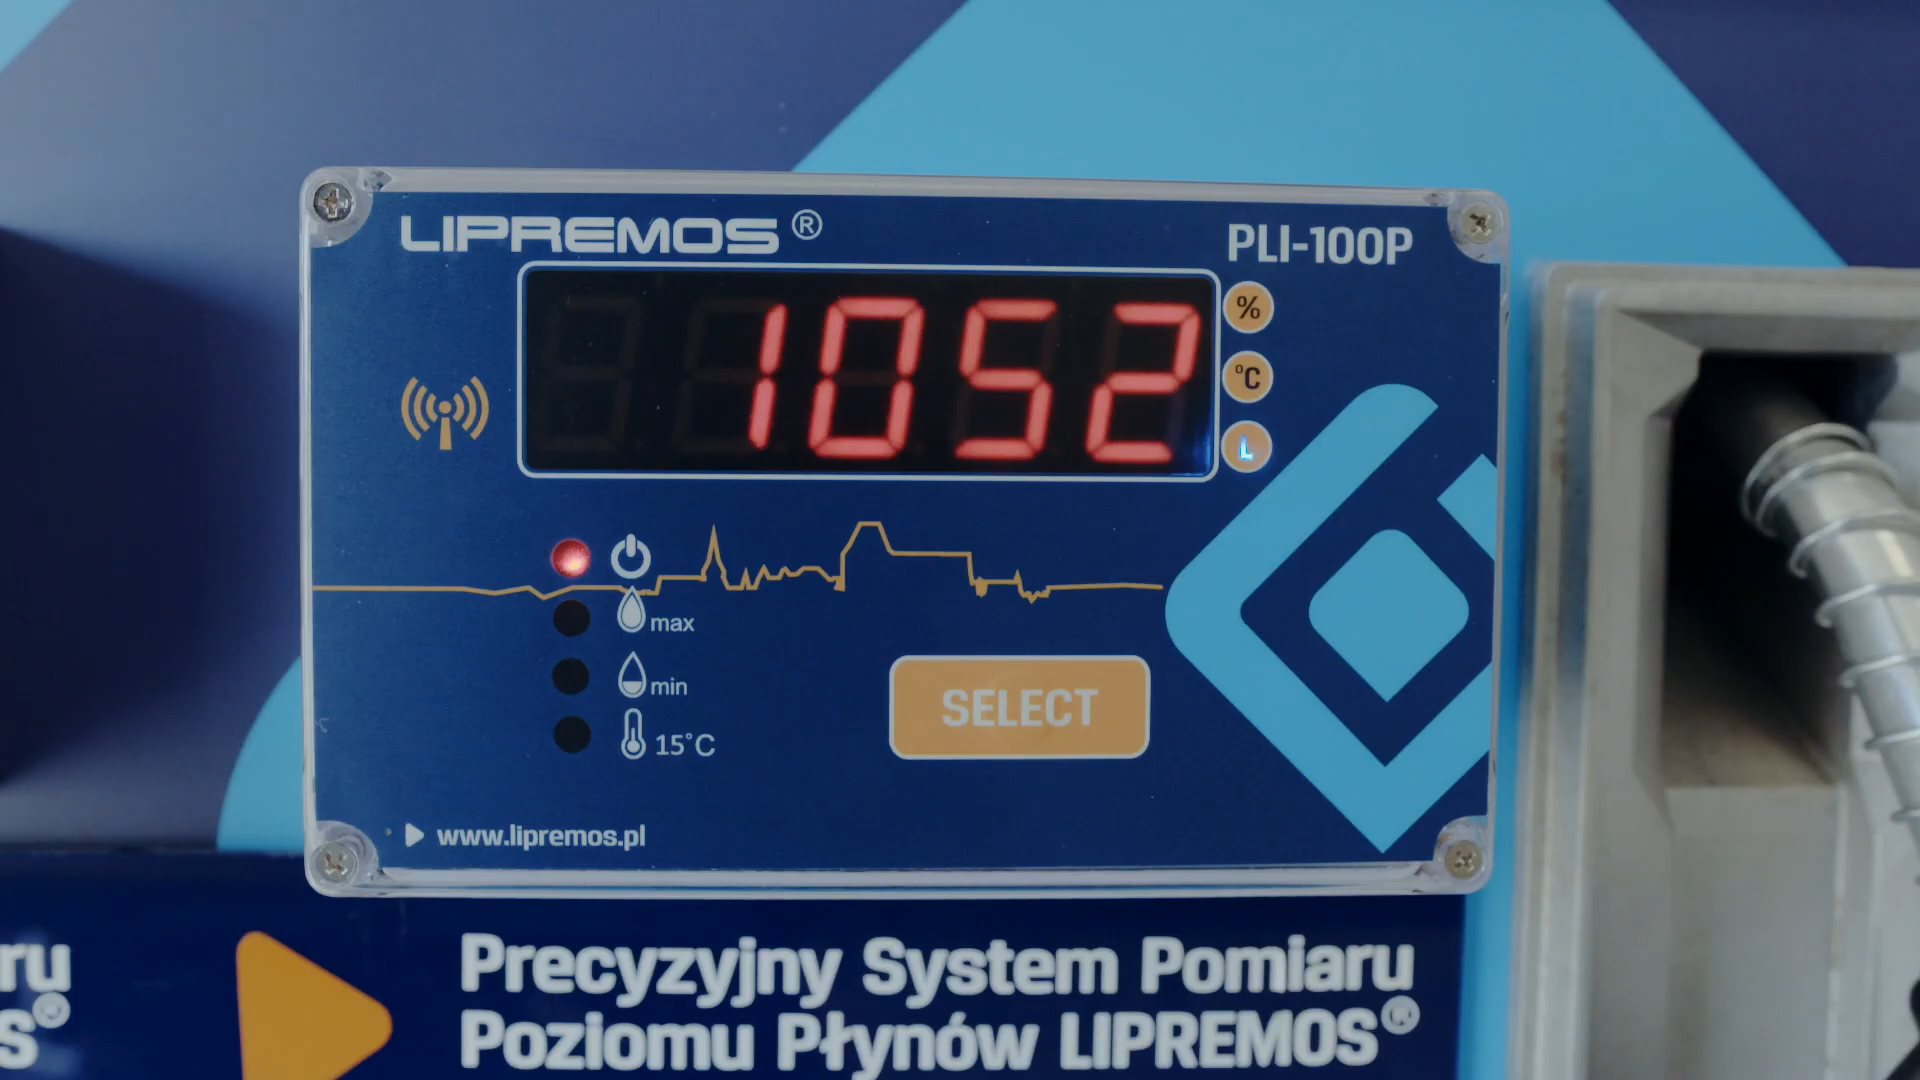 LIPREMOS®
PLI-100P
1052
%
°C
L
max
min
15°C
SELECT
www.lipremos.pl
ru
S®
Precyzyjny System Pomiaru
Poziomu Płynów LIPREMOS®